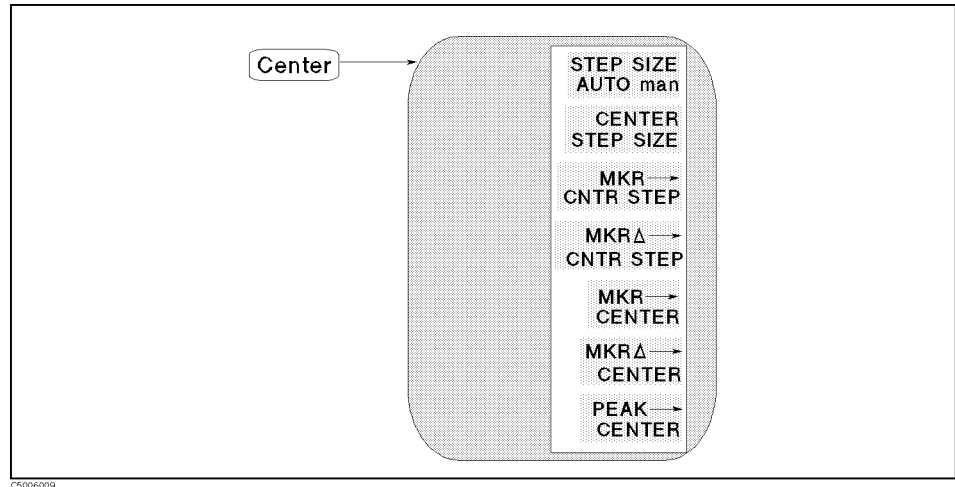 Center
STEP SIZE
AUTO man
CENTER
STEP SIZE
MKR→
CNTR STEP
MKRΔ→
CNTR STEP
MKR→
CENTER
MKRΔ→
CENTER
PEAK→
CENTER
C5006009